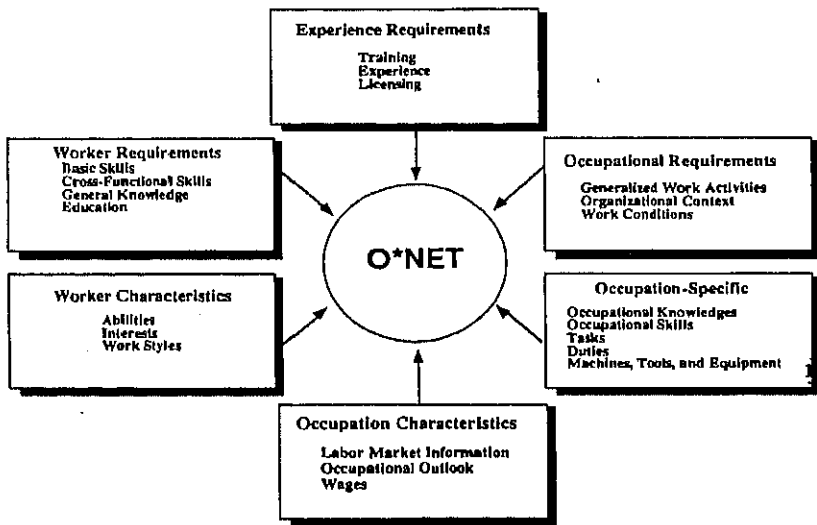 Experience Requirements
Training
Experience
Licensing
Worker Requirements
Basic Skills
Cross-Functional Skills
General Knowledge
Education
Occupational Requirements
Generalized Work Activities
Organizational Context
Work Conditions
O*NET
Worker Characteristics
Abilities
Interests
Work Styles
Occupation-Specific
Occupational Knowledges
Occupational Skills
Tasks
Duties
Machines, Tools, and Equipment
Occupation Characteristics
Labor Market Information
Occupational Outlook
Wages